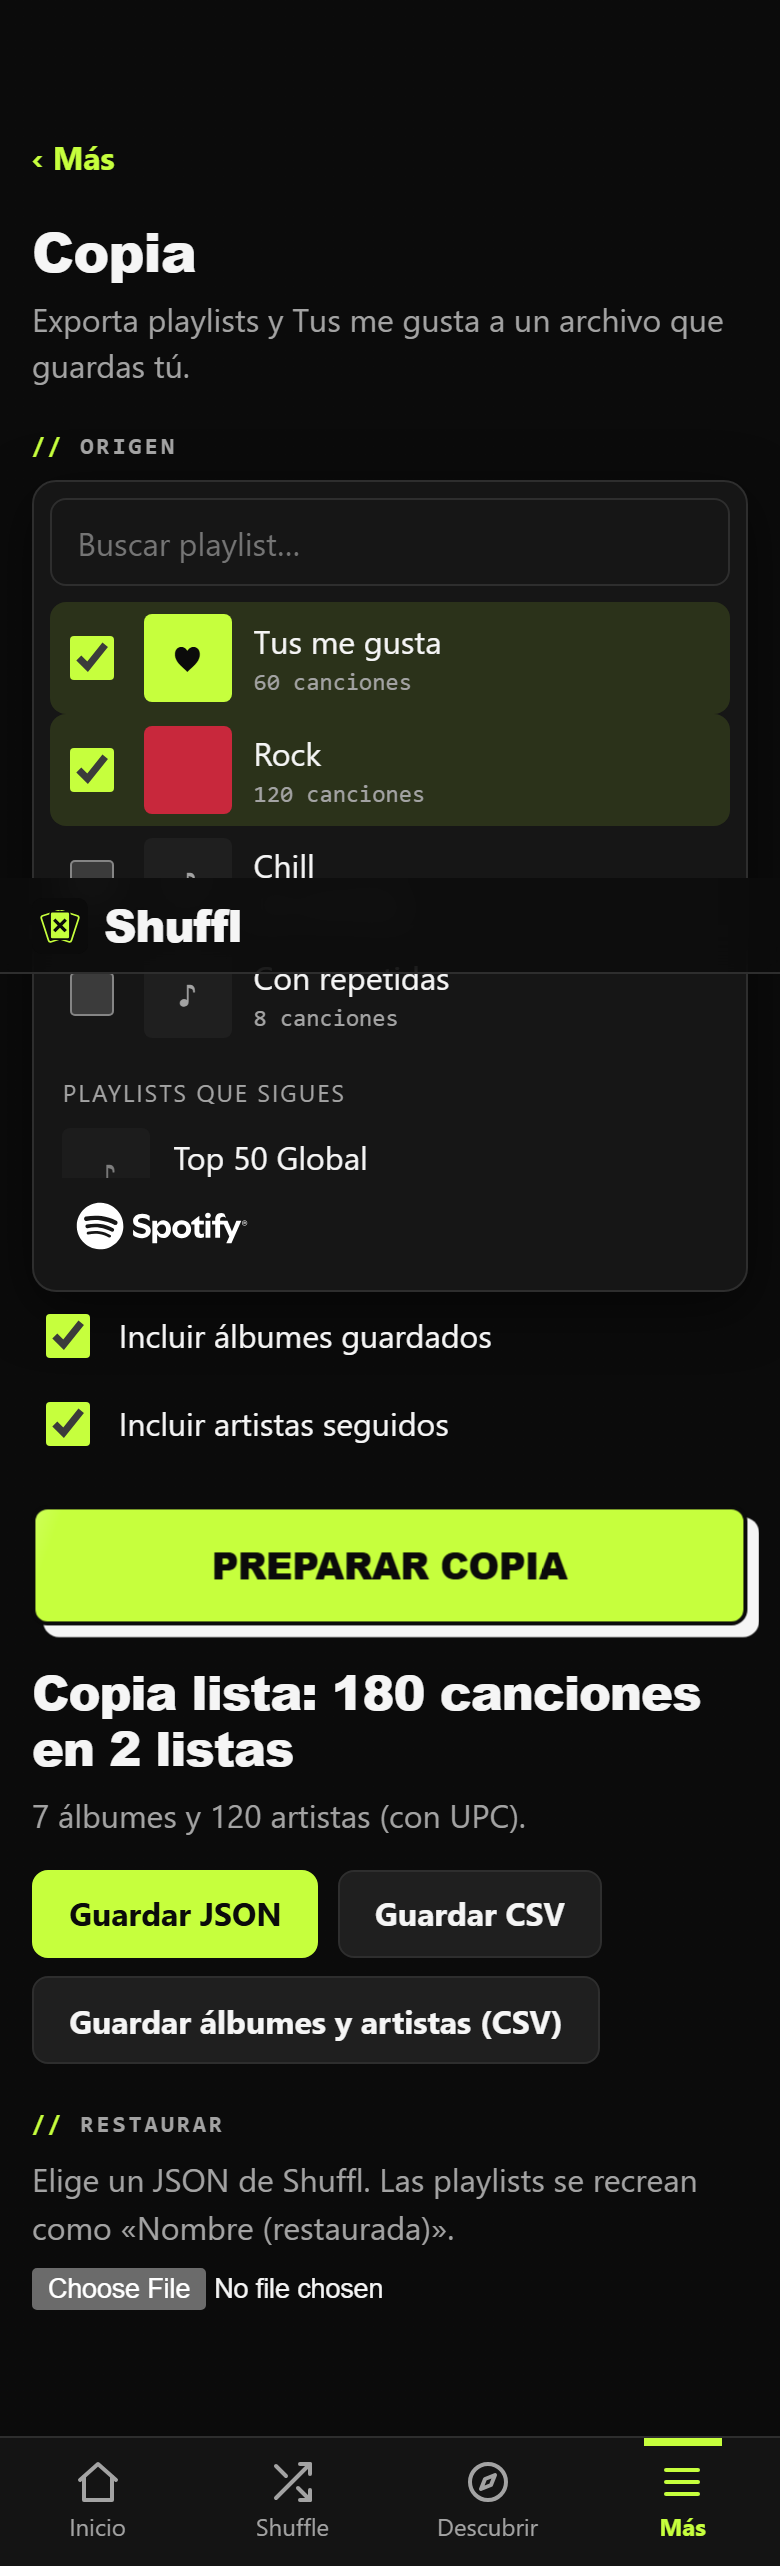 ‹ Más
Copia
Exporta playlists y Tus me gusta a un archivo que
guardas tú.
// ORIGEN
Buscar playlist...
Tus me gusta
60 canciones
Rock
120 canciones
Chill
Shuffl
Con repetidas
8 canciones
PLAYLISTS QUE SIGUES
Top 50 Global
Spotify®
Incluir álbumes guardados
Incluir artistas seguidos
PREPARAR COPIA
Copia lista: 180 canciones
en 2 listas
7 álbumes y 120 artistas (con UPC).
Guardar JSON
Guardar CSV
Guardar álbumes y artistas (CSV)
// RESTAURAR
Elige un JSON de Shuffl. Las playlists se recrean
como «Nombre (restaurada)».
Choose File No file chosen
Inicio
Shuffle
Descubrir
Más